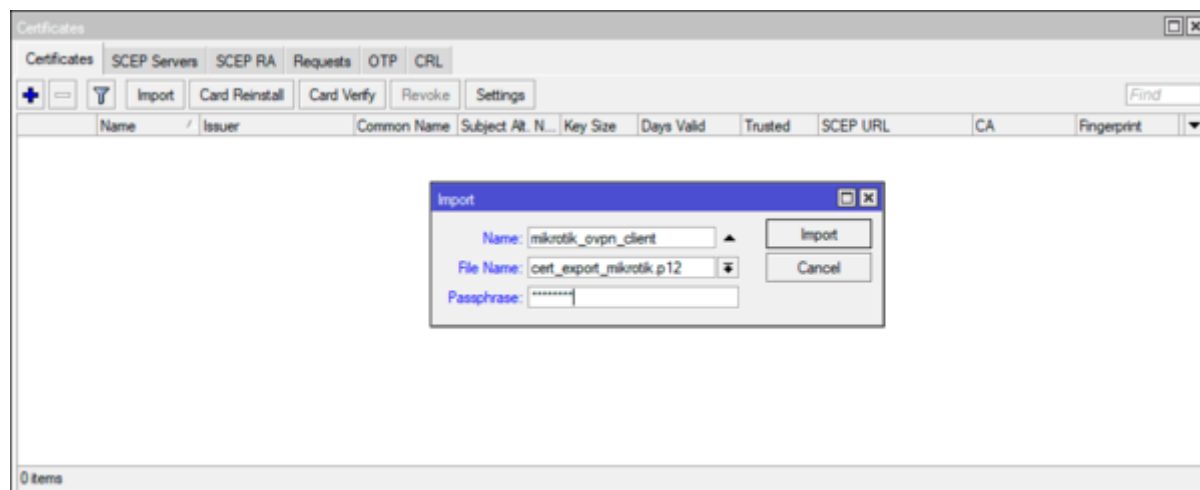 Certificates
Certificates SCEP Servers SCEP RA Requests OTP CRL
Import Card Reinstall Card Verify Revoke Settings Find
Name / Issuer Common Name Subject Alt. N... Key Size Days Valid Trusted SCEP URL CA Fingerprint
Import
Name: mikrotik_ovpn_client Import
File Name: cert_export_mikrotik.p12 Cancel
Passphrase: ********
0 items